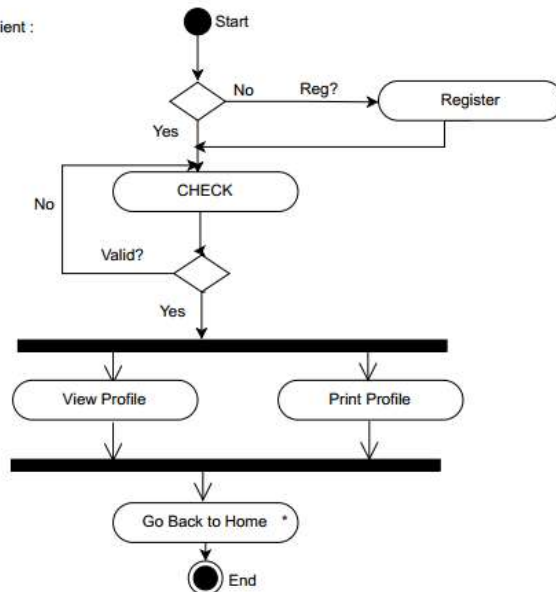 ient :
Start
No
Reg?
Register
Yes
CHECK
No
Valid?
Yes
View Profile
Print Profile
Go Back to Home *
End